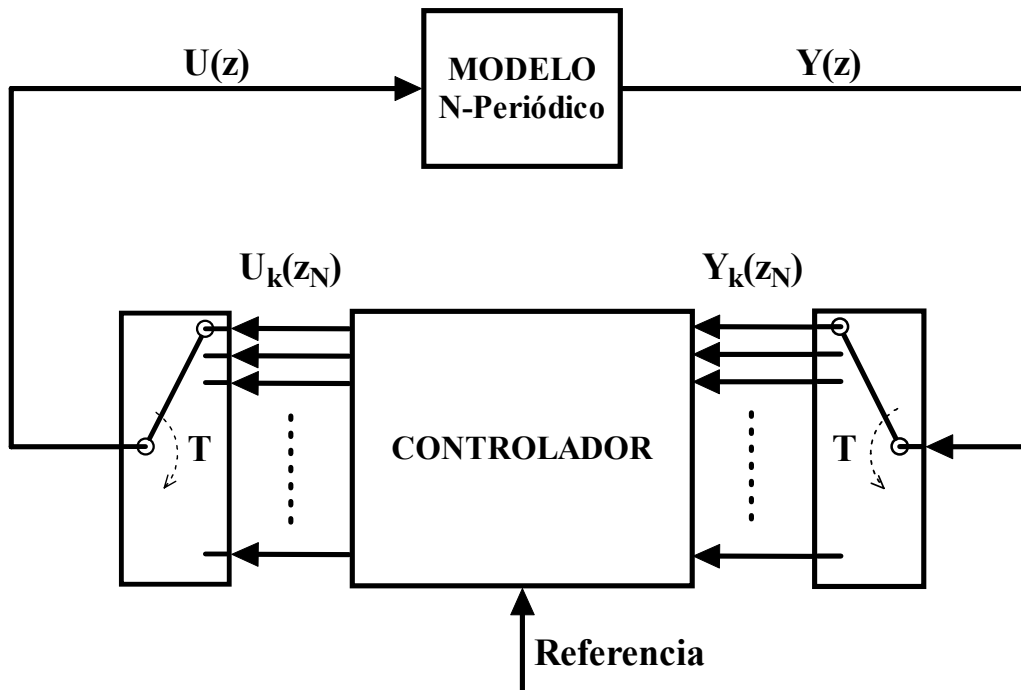 U(z)
MODELO
N-Periódico
Y(z)
U_k(z_N)
Y_k(z_N)
T
CONTROLADOR
T
Referencia